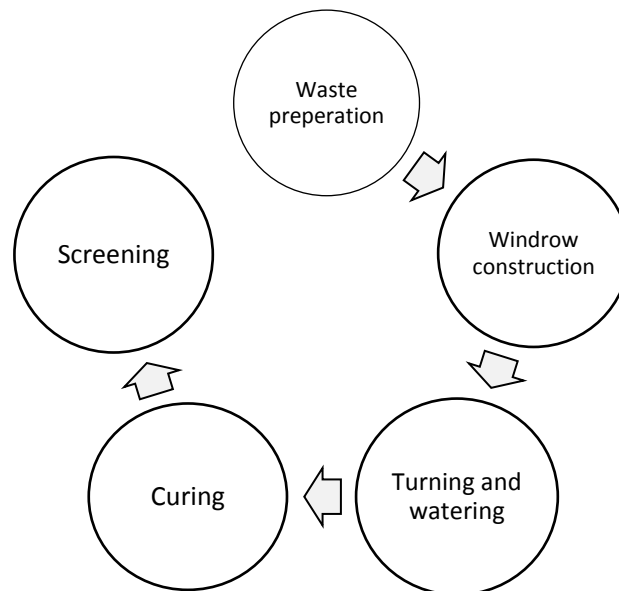 Waste
preperation
Windrow
construction
Turning and
watering
Curing
Screening